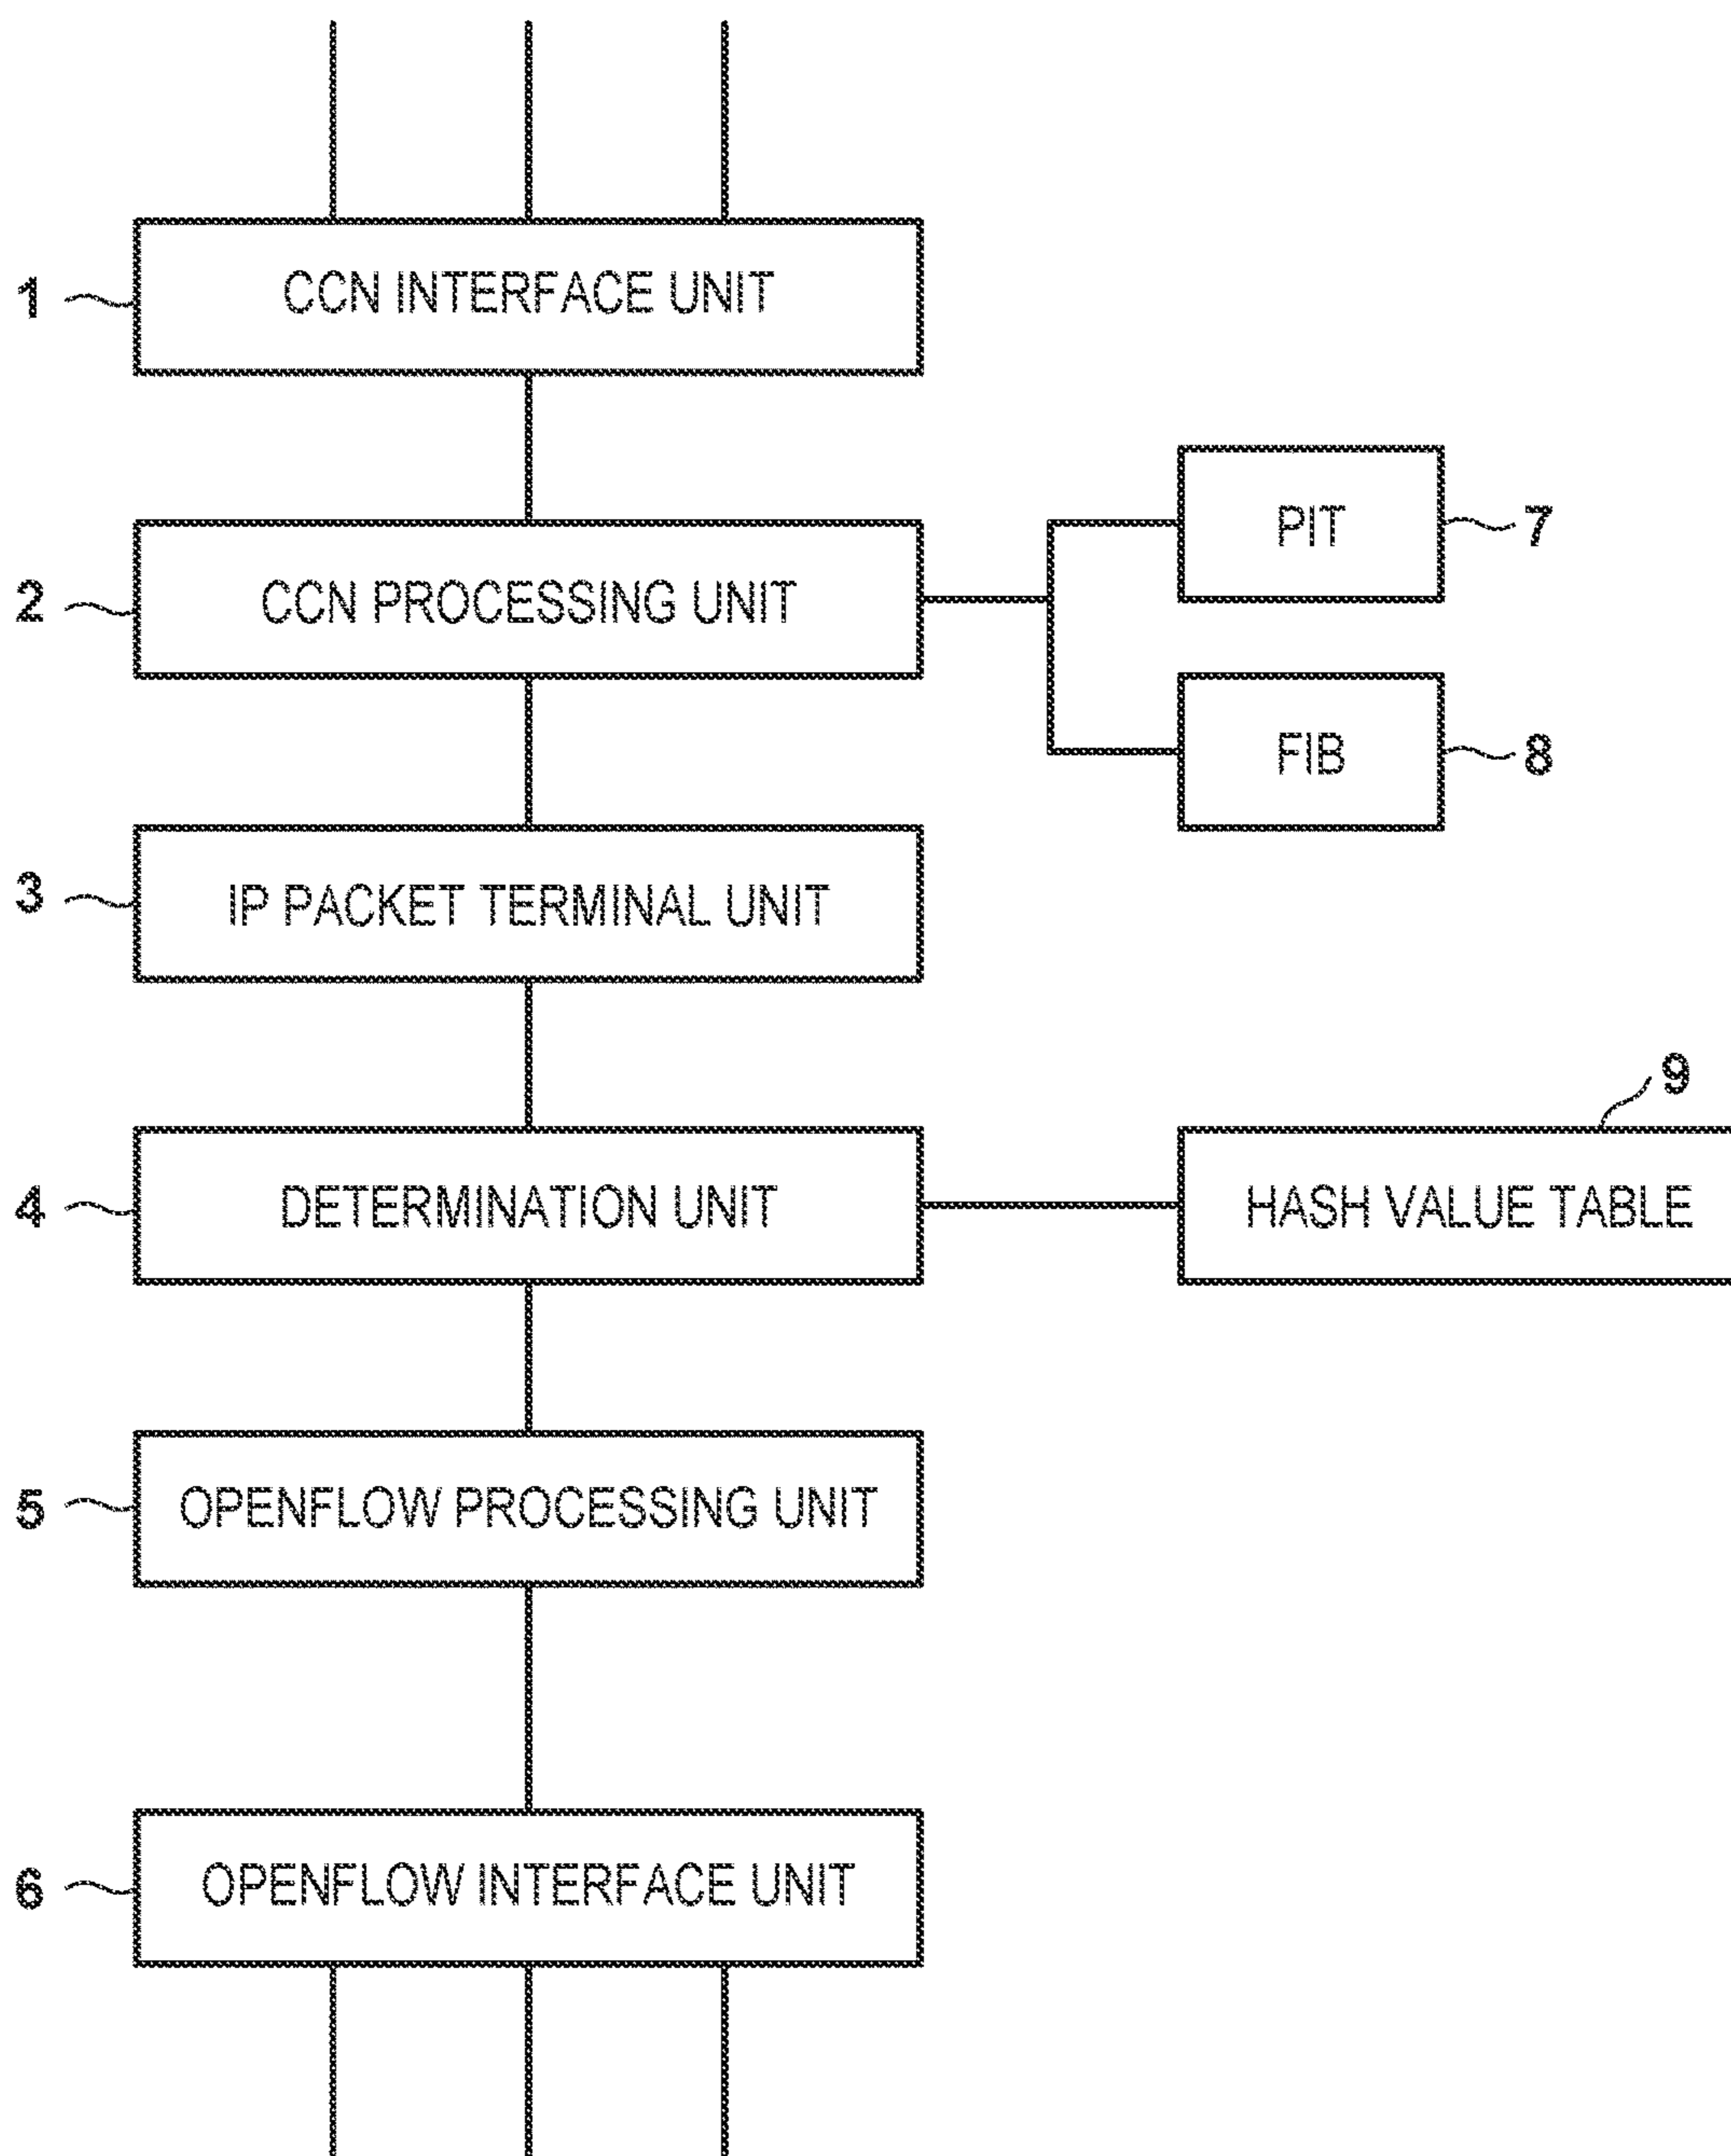 1 CCN INTERFACE UNIT
PIT 7
2 CCN PROCESSING UNIT
FIB 8
3 IP PACKET TERMINAL UNIT
9
4 DETERMINATION UNIT HASH VALUE TABLE
5 OPENFLOW PROCESSING UNIT
6 OPENFLOW INTERFACE UNIT